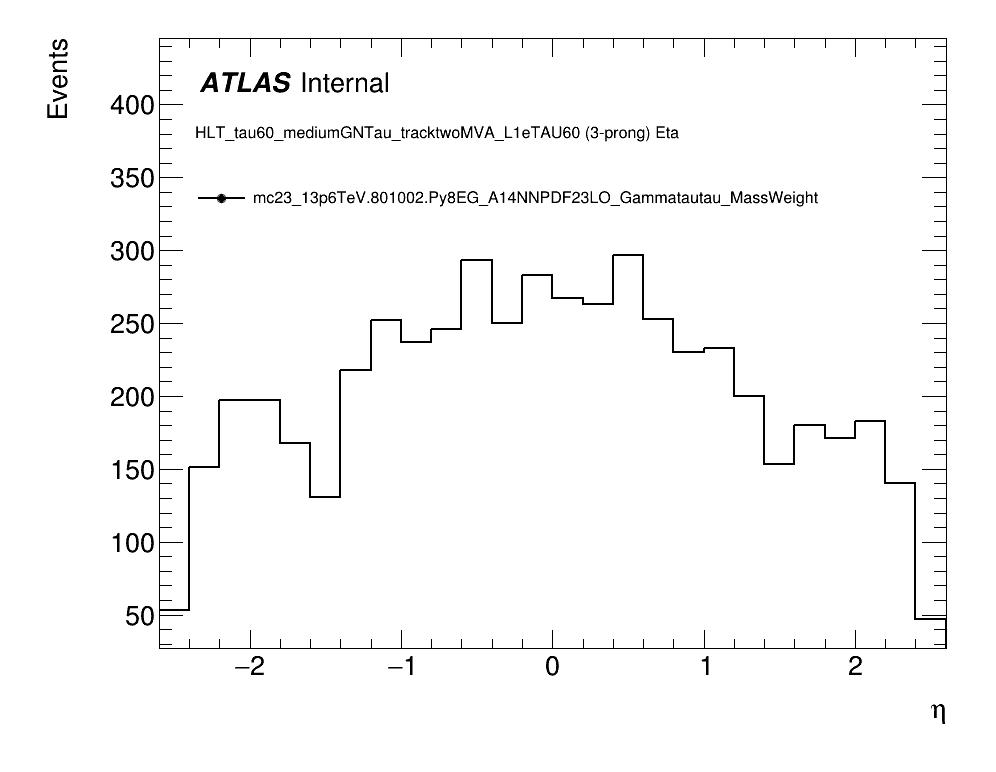 Events
ATLAS Internal
HLT_tau60_mediumGNTau_tracktwoMVA_L1eTAU60 (3-prong) Eta
mc23_13p6TeV.801002.Py8EG_A14NNPDF23LO_Gammatautau_MassWeight
400
350
300
250
200
150
100
50
−2 −1 0 1 2
η